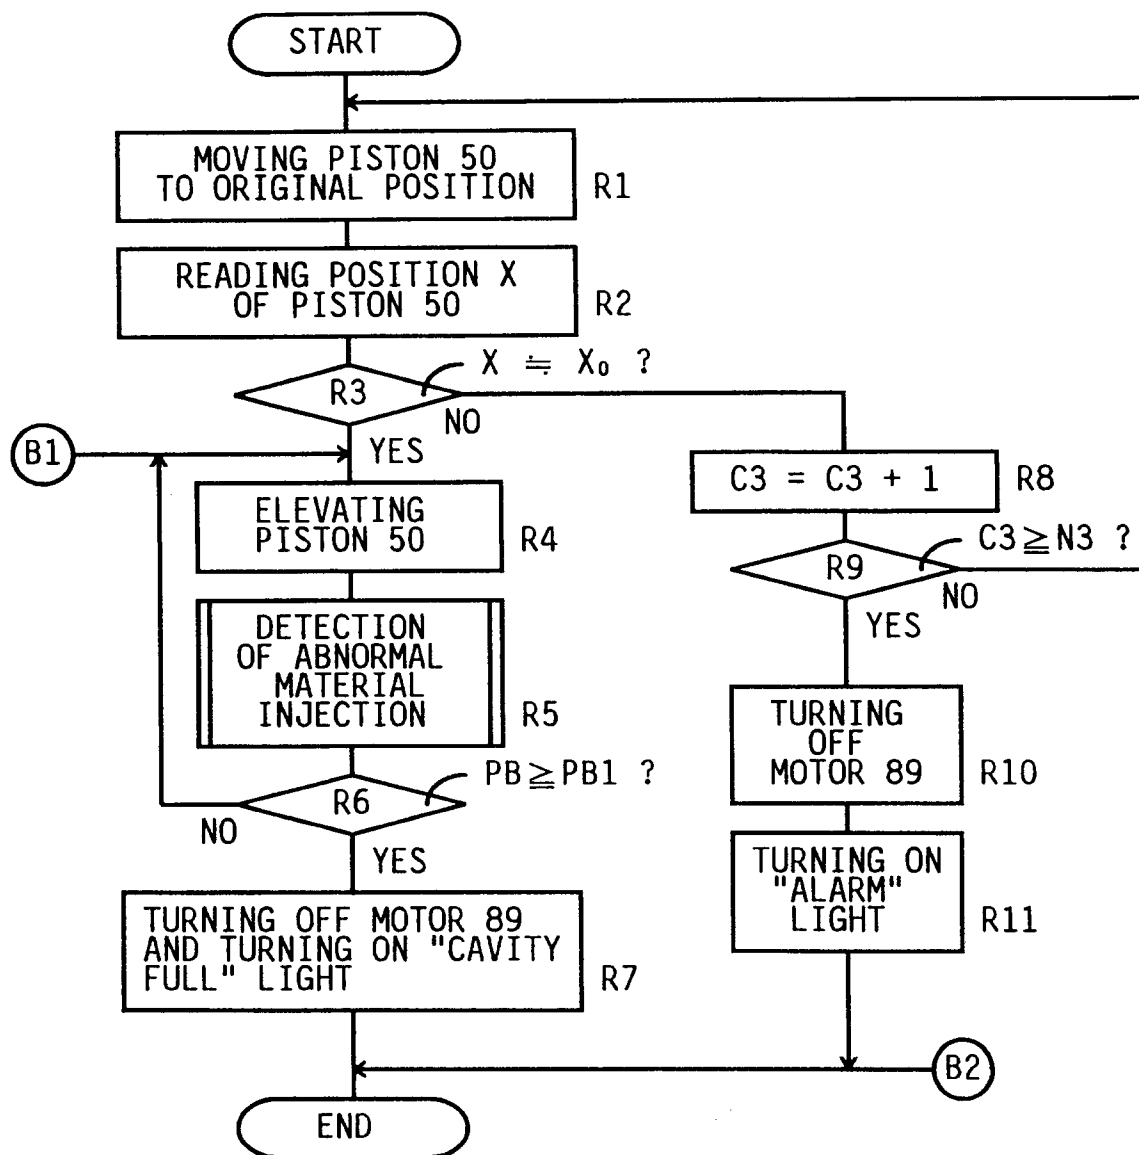 START
MOVING PISTON 50
TO ORIGINAL POSITION
R1
READING POSITION X
OF PISTON 50
R2
X ≒ X₀ ?
R3
NO
YES
B1
ELEVATING
PISTON 50
R4
DETECTION
OF ABNORMAL
MATERIAL
INJECTION
R5
PB≧PB1 ?
R6
NO
YES
TURNING OFF MOTOR 89
AND TURNING ON "CAVITY
FULL" LIGHT
R7
C3 = C3 + 1
R8
C3≧N3 ?
R9
NO
YES
TURNING
OFF
MOTOR 89
R10
TURNING ON
"ALARM"
LIGHT
R11
B2
END